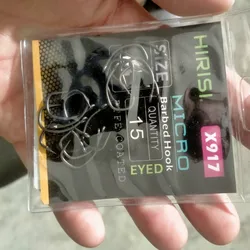 HIRISI
X917
MICRO
Barbed Hook
SIZE
QUANTITY
15
EYED